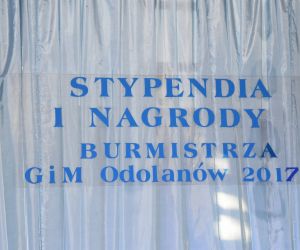 STYPENDIA
I NAGRODY
BURMISTRZA
GiM Odolanów 2017